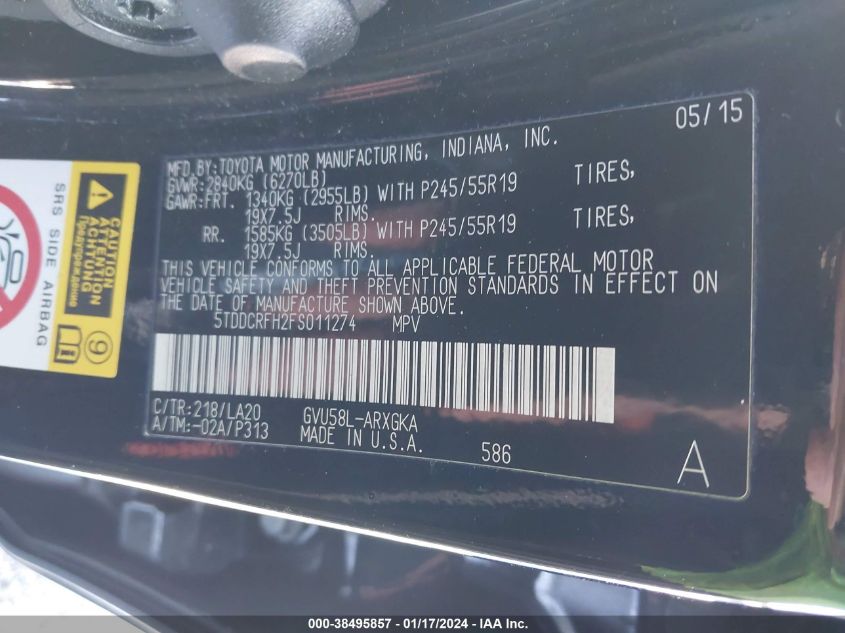 05/15
MFD.BY:TOYOTA MOTOR MANUFACTURING, INDIANA, INC.
GVWR:2840KG (6270LB)
GAWR:FRT. 1340KG (2955LB) WITH P245/55R19 TIRES,
19X7.5J RIMS.
RR. 1585KG (3505LB) WITH P245/55R19 TIRES,
19X7.5J RIMS.
THIS VEHICLE CONFORMS TO ALL APPLICABLE FEDERAL MOTOR
VEHICLE SAFETY AND THEFT PREVENTION STANDARDS IN EFFECT ON
THE DATE OF MANUFACTURE SHOWN ABOVE.
5TDDCRFH2FS011274 MPV
C/TR:218/LA20 GVU58L-ARXGKA
A/TM:-02A/P313 MADE IN U.S.A.
586
A
CAUTION
ATTENTION
ACHTUNG
Предупреждение
SRS SIDE AIRBAG
9
000-38495857 - 01/17/2024 - IAA Inc.